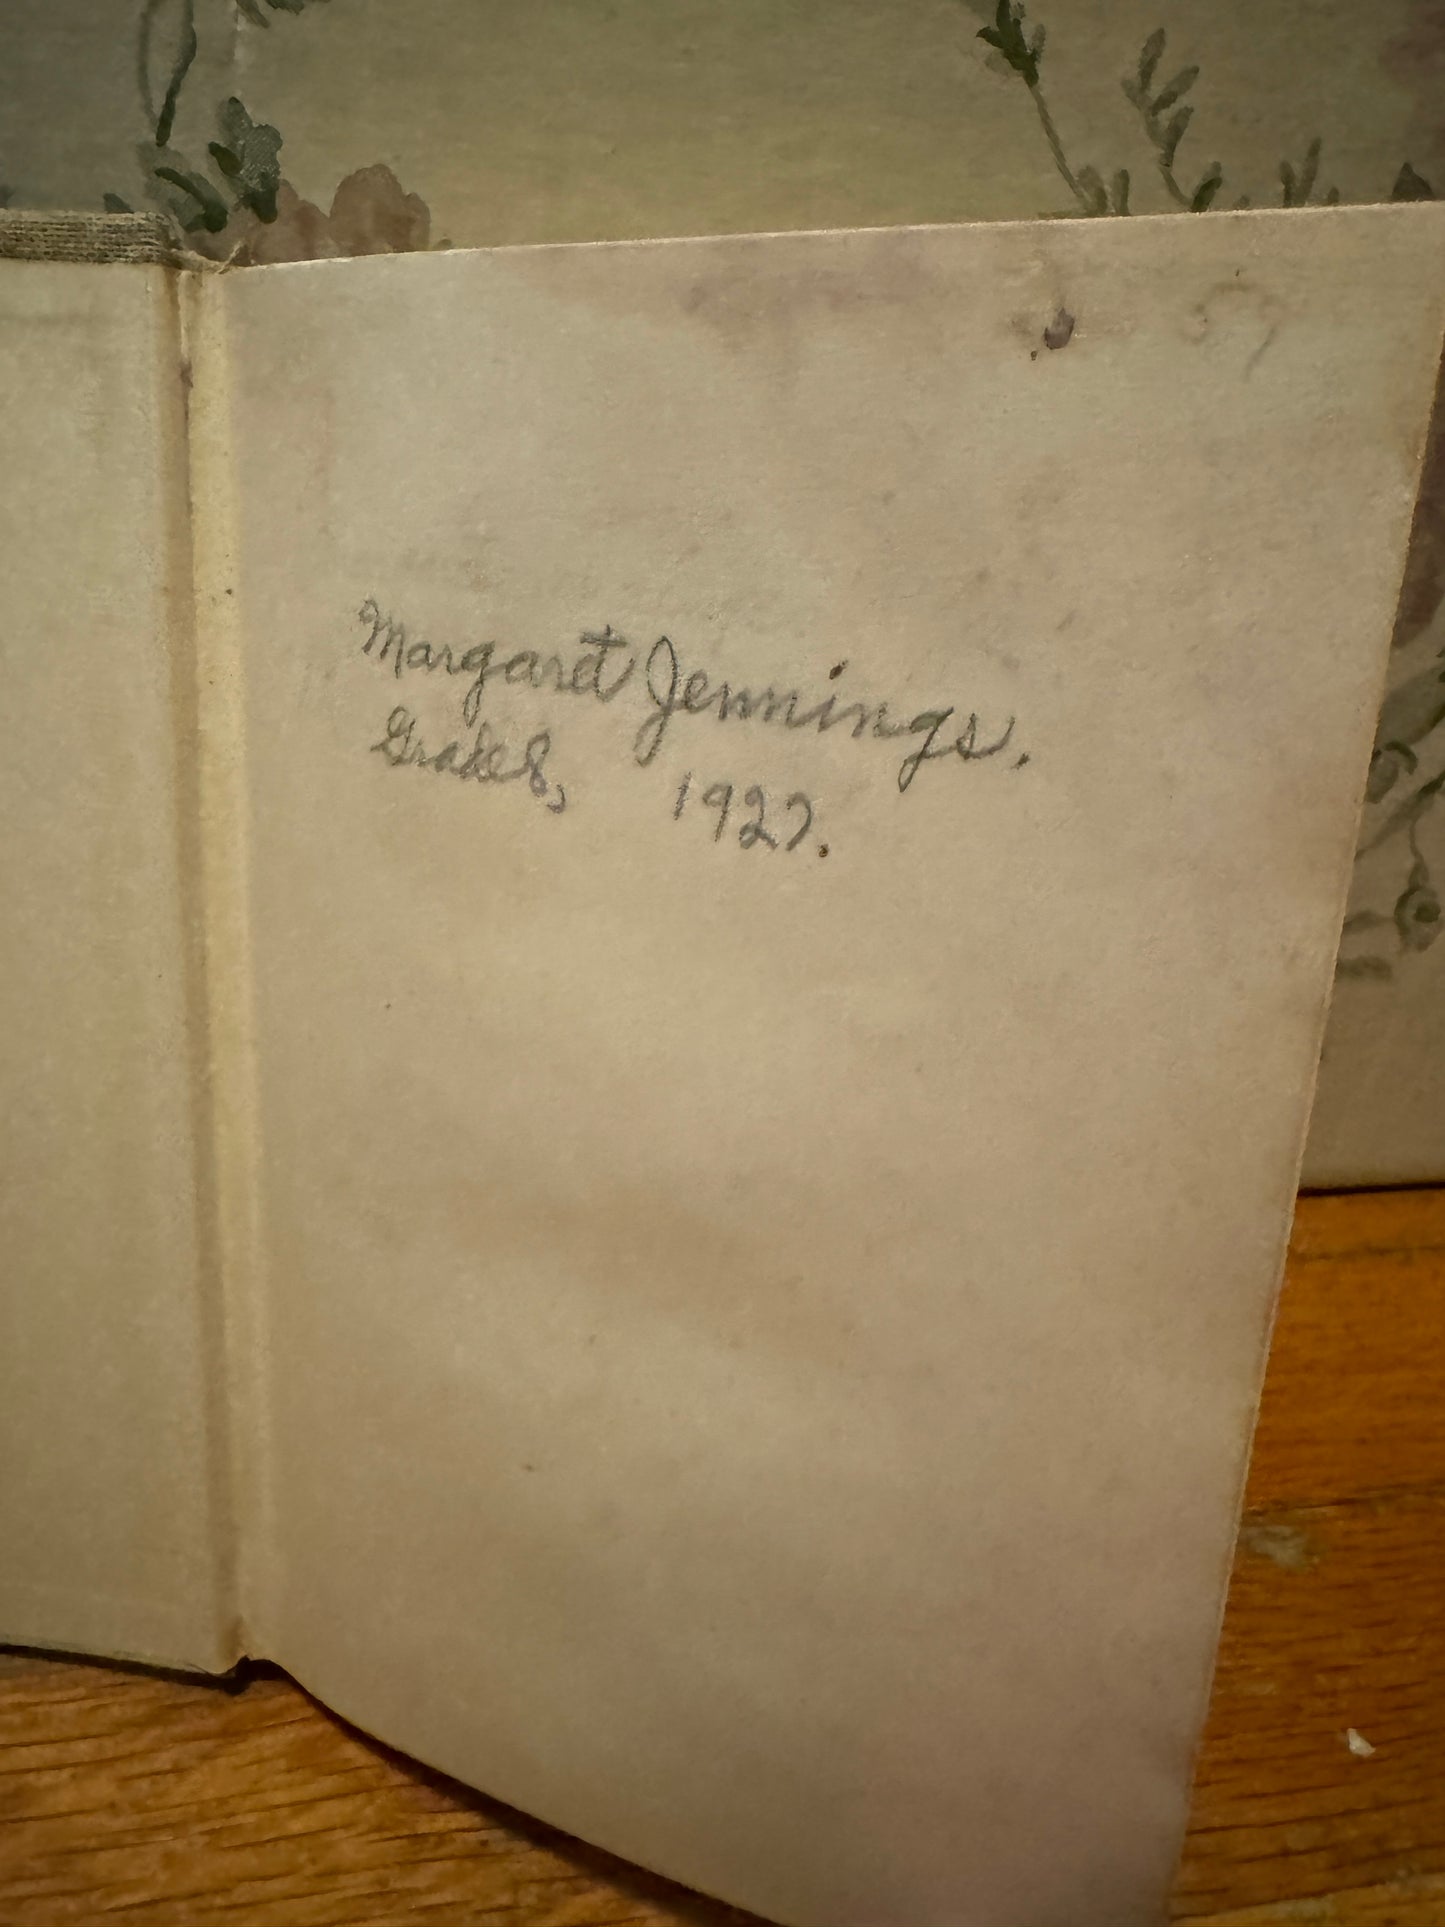 Margaret Jennings.
Grade 8, 1927.